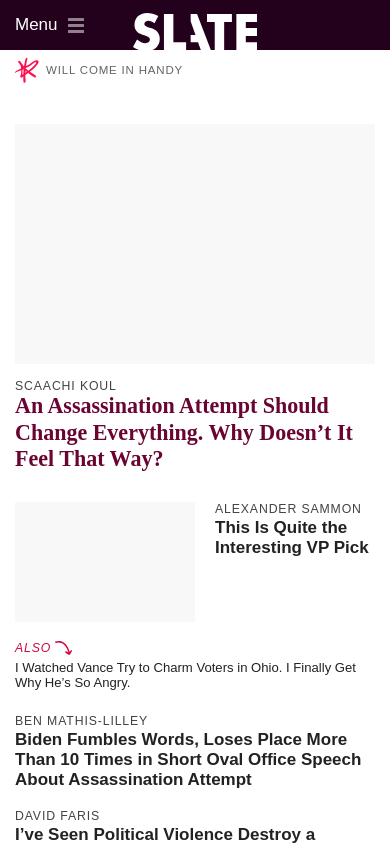 Menu
SLATE
WILL COME IN HANDY
SCAACHI KOUL
An Assassination Attempt Should
Change Everything. Why Doesn’t It
Feel That Way?
ALEXANDER SAMMON
This Is Quite the
Interesting VP Pick
ALSO
I Watched Vance Try to Charm Voters in Ohio. I Finally Get
Why He’s So Angry.
BEN MATHIS-LILLEY
Biden Fumbles Words, Loses Place More
Than 10 Times in Short Oval Office Speech
About Assassination Attempt
DAVID FARIS
I’ve Seen Political Violence Destroy a